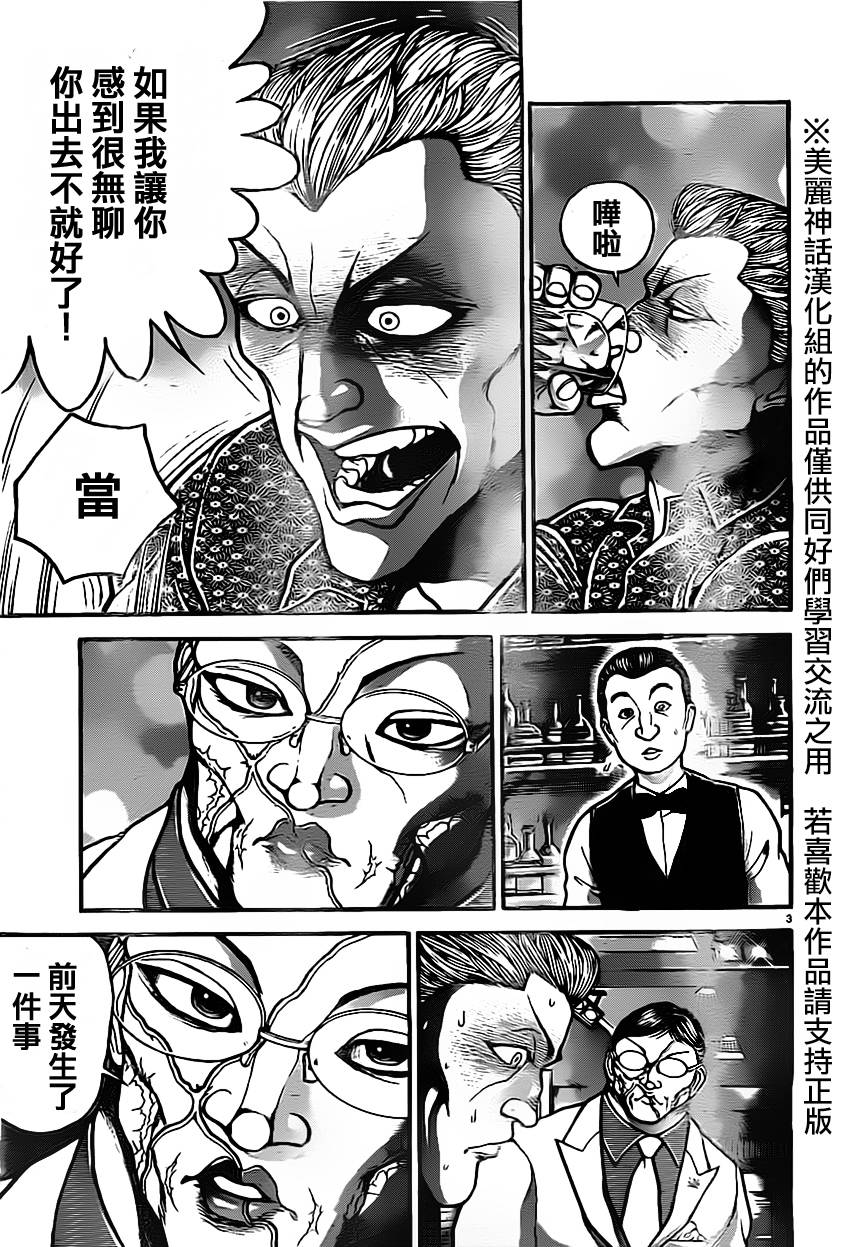 嘩啦
如果我讓你
感到很無聊
你出去不就好了！
當
3
前天發生了
一件事
※美麗神話漢化組的作品僅供同好們學習交流之用　若喜歡本作品請支持正版